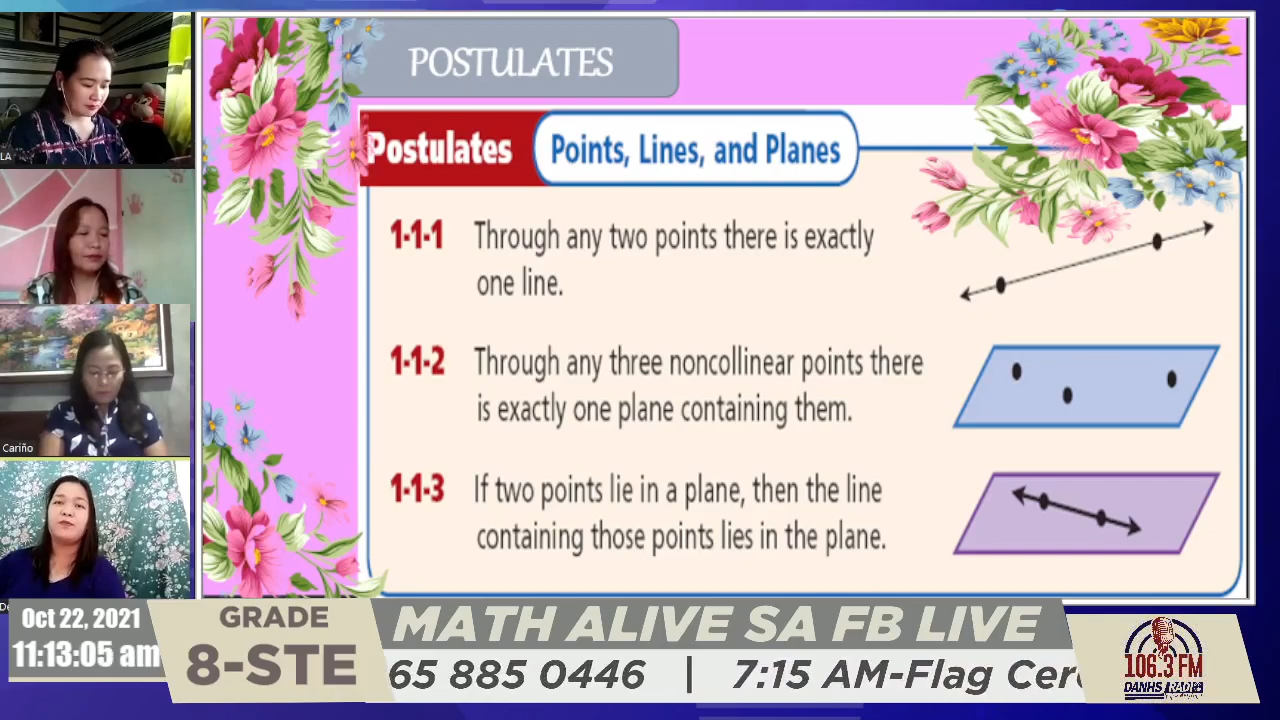 POSTULATES
Postulates
Points, Lines, and Planes
1-1-1 Through any two points there is exactly
one line.
1-1-2 Through any three noncollinear points there
is exactly one plane containing them.
1-1-3 If two points lie in a plane, then the line
containing those points lies in the plane.
LA
Cariño
De
Oct 22, 2021
11:13:05 am
GRADE
8-STE
MATH ALIVE SA FB LIVE
65 885 0446 | 7:15 AM-Flag Cere
106.3 FM
DANHS RADIO